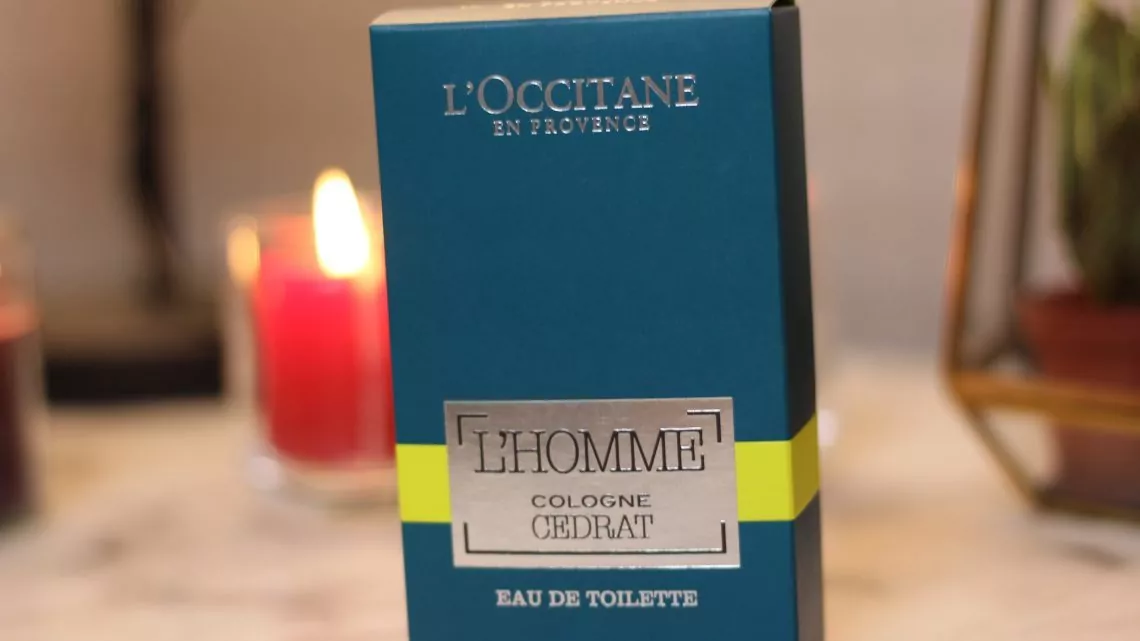 L'OCCITANE
EN PROVENCE
L'HOMME
COLOGNE
CEDRAT
EAU DE TOILETTE